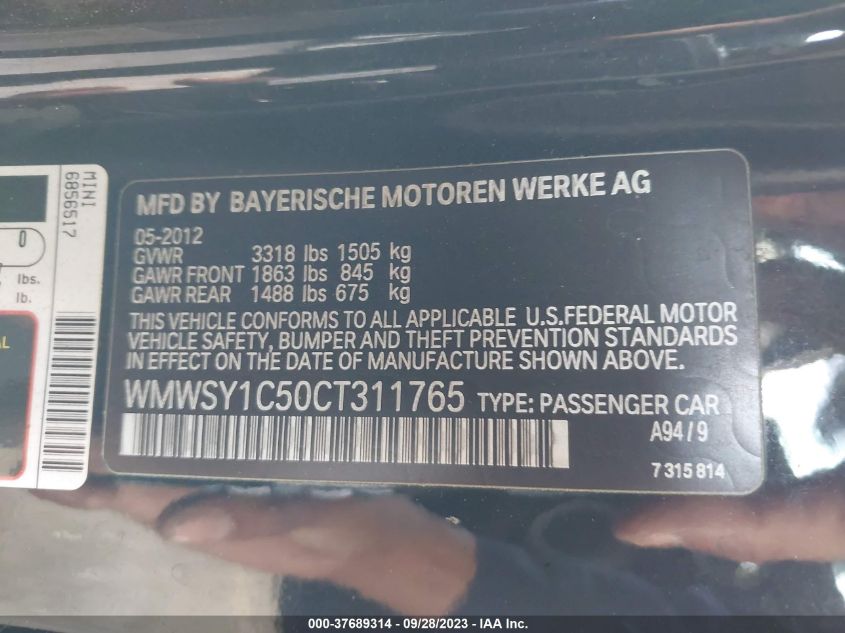 MINI
6856517
0
lbs.
lb.
AL
MFD BY BAYERISCHE MOTOREN WERKE AG
05-2012
GVWR 3318 lbs 1505 kg
GAWR FRONT 1863 lbs 845 kg
GAWR REAR 1488 lbs 675 kg
THIS VEHICLE CONFORMS TO ALL APPLICABLE U.S.FEDERAL MOTOR
VEHICLE SAFETY, BUMPER AND THEFT PREVENTION STANDARDS
IN EFFECT ON THE DATE OF MANUFACTURE SHOWN ABOVE.
WMWSY1C50CT311765 TYPE: PASSENGER CAR
A94/9
7 315 814
000-37689314 - 09/28/2023 - © IAA, Inc.